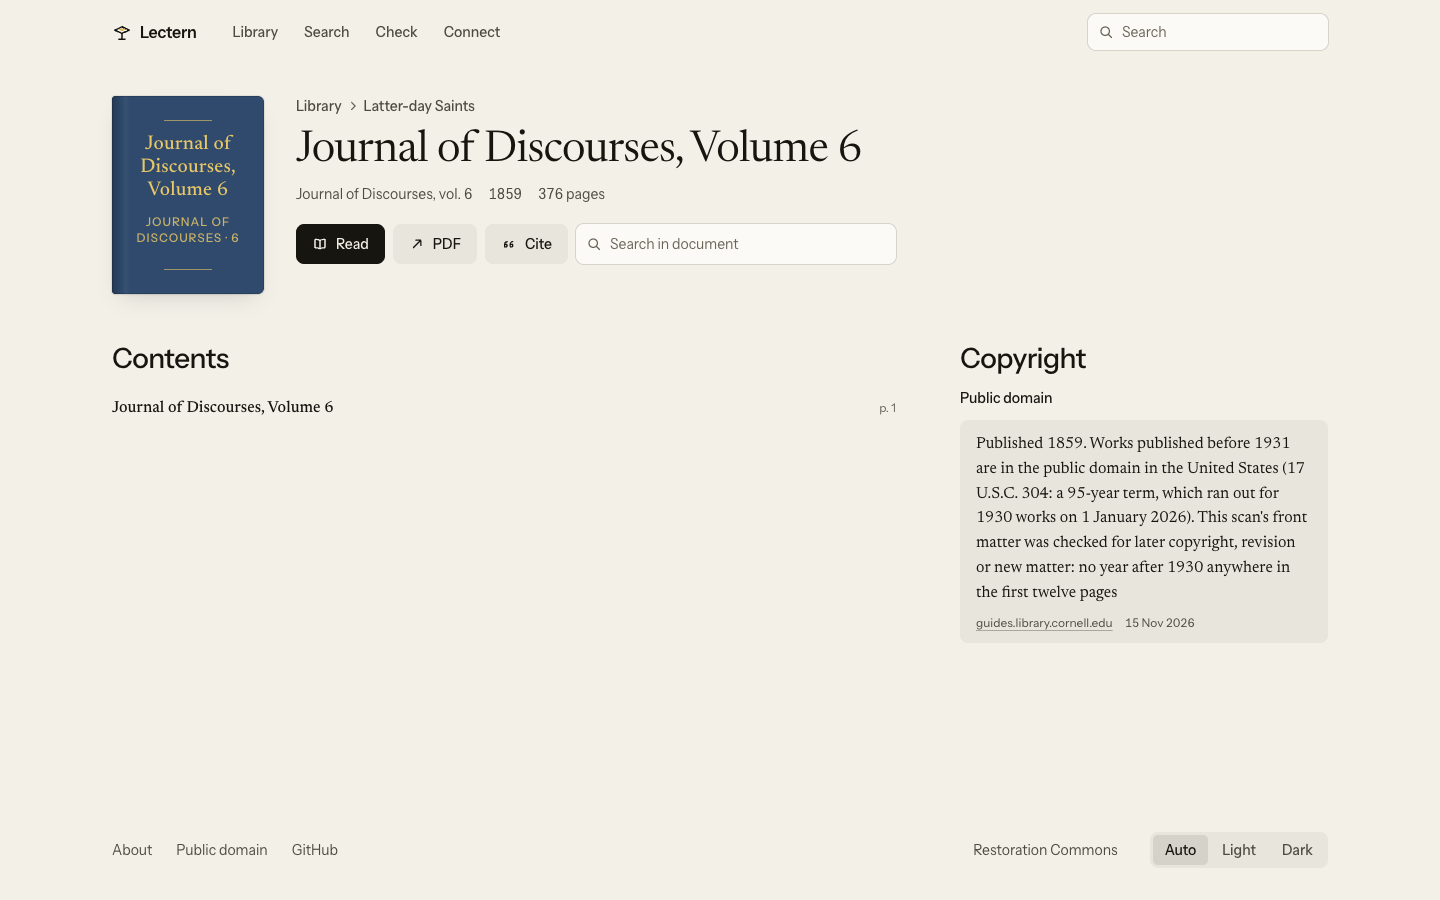 Lectern
Library
Search
Check
Connect
Search
Journal of
Discourses,
Volume 6
JOURNAL OF
DISCOURSES · 6
Library > Latter-day Saints
Journal of Discourses, Volume 6
Journal of Discourses, vol. 6 1859 376 pages
Read
PDF
Cite
Search in document
Contents
Journal of Discourses, Volume 6 p. 1
Copyright
Public domain
Published 1859. Works published before 1931
are in the public domain in the United States (17
U.S.C. 304: a 95-year term, which ran out for
1930 works on 1 January 2026). This scan's front
matter was checked for later copyright, revision
or new matter: no year after 1930 anywhere in
the first twelve pages
guides.library.cornell.edu 15 Nov 2026
About
Public domain
GitHub
Restoration Commons
Auto
Light
Dark